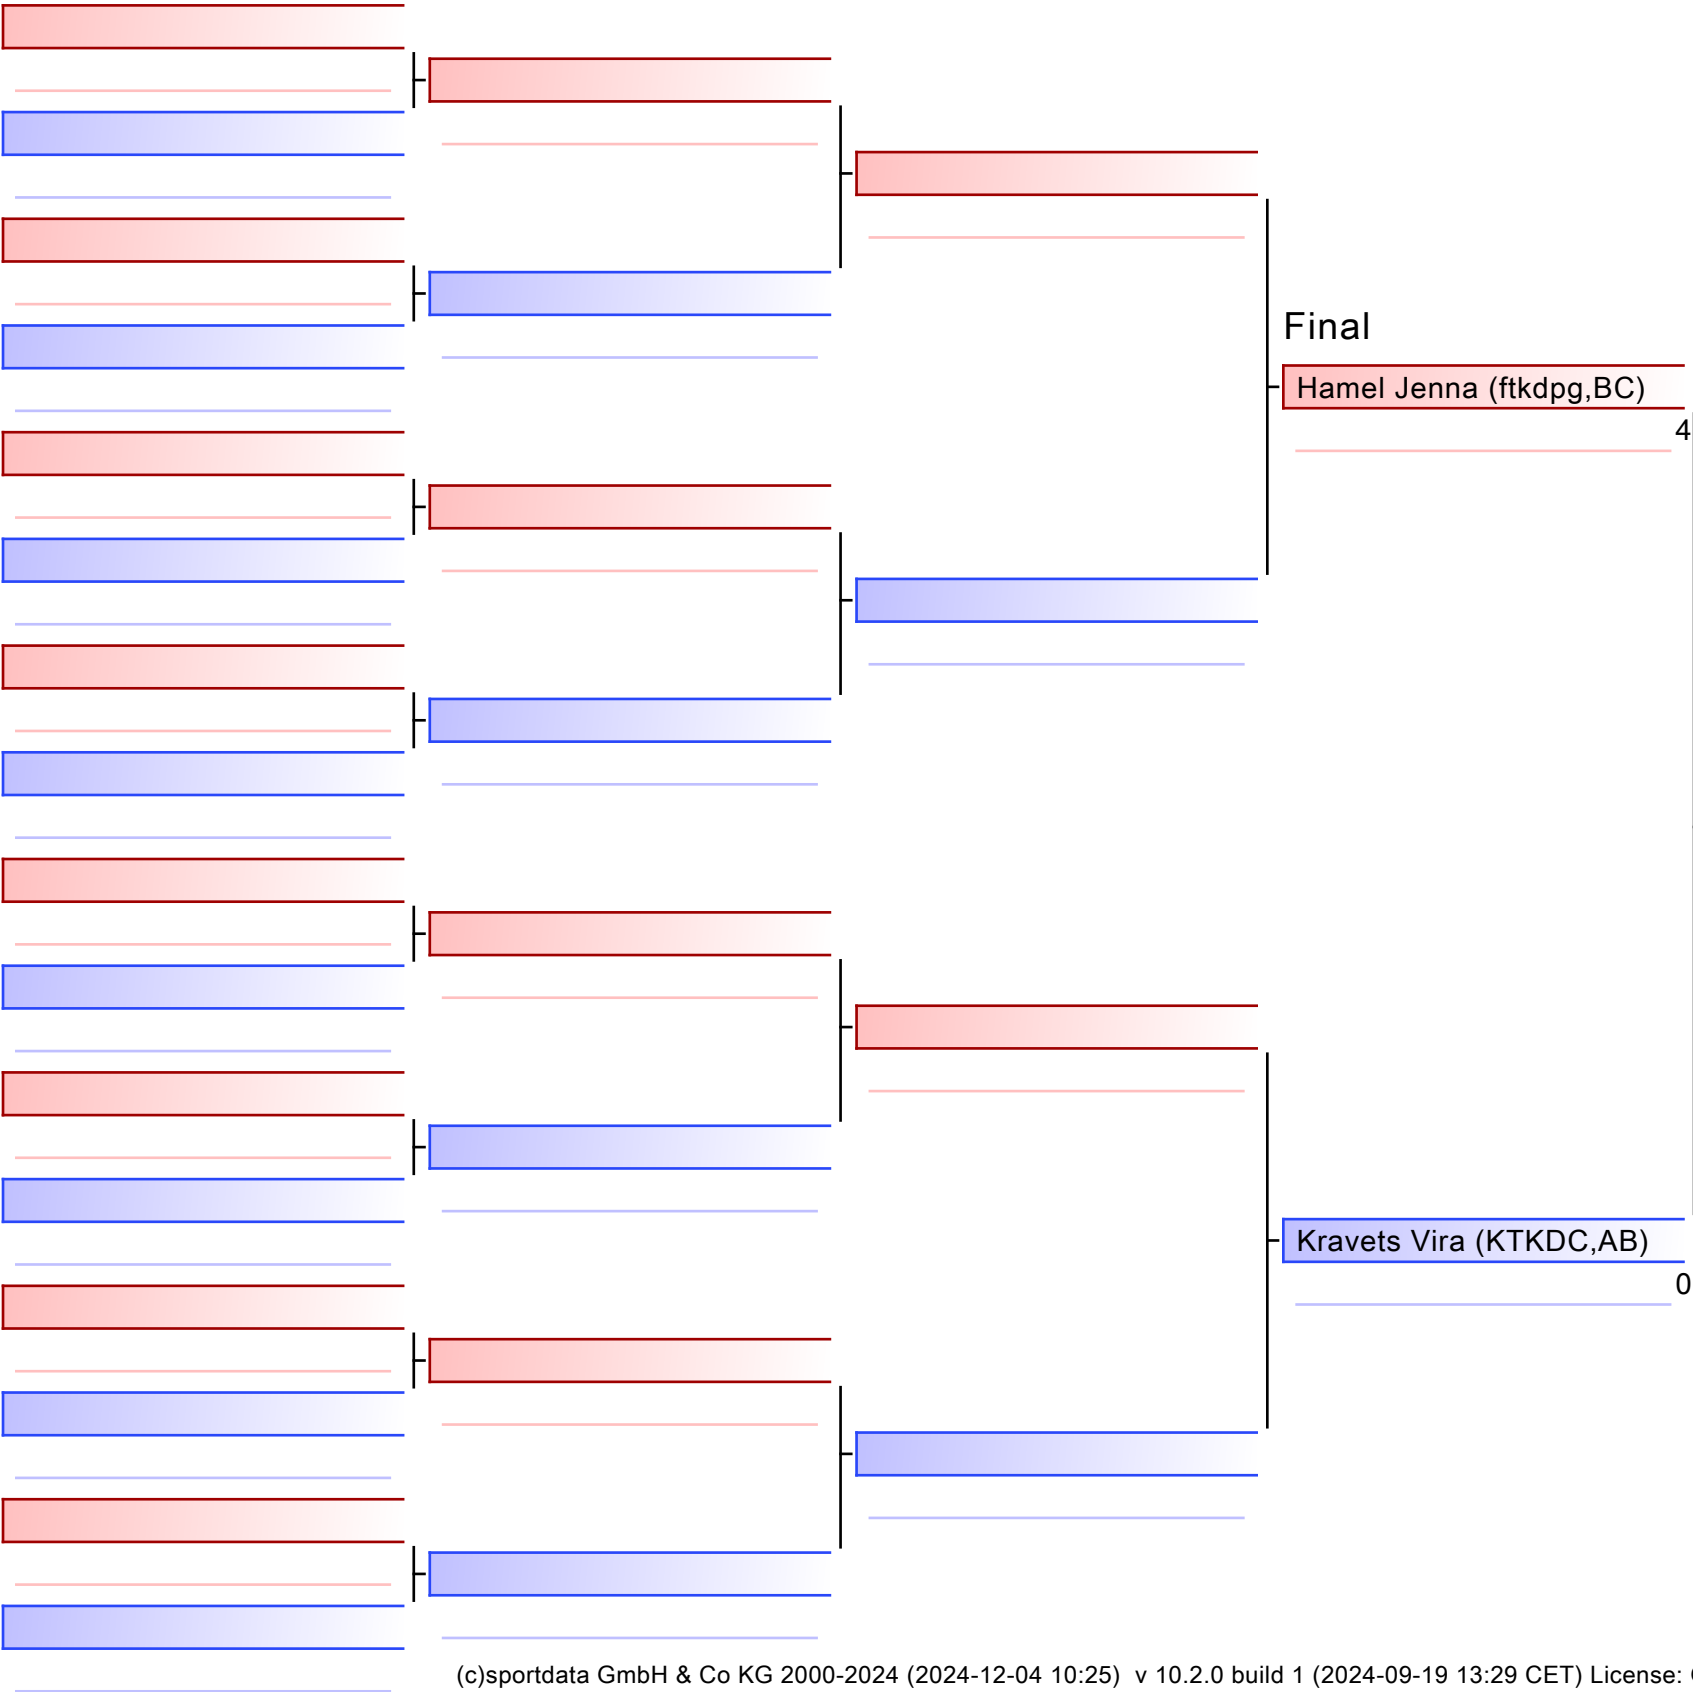 Final
Hamel Jenna (ftkdpg,BC)
4
Kravets Vira (KTKDC,AB)
0
(c)sportdata GmbH & Co KG 2000-2024 (2024-12-04 10:25) v 10.2.0 build 1 (2024-09-19 13:29 CET) License: